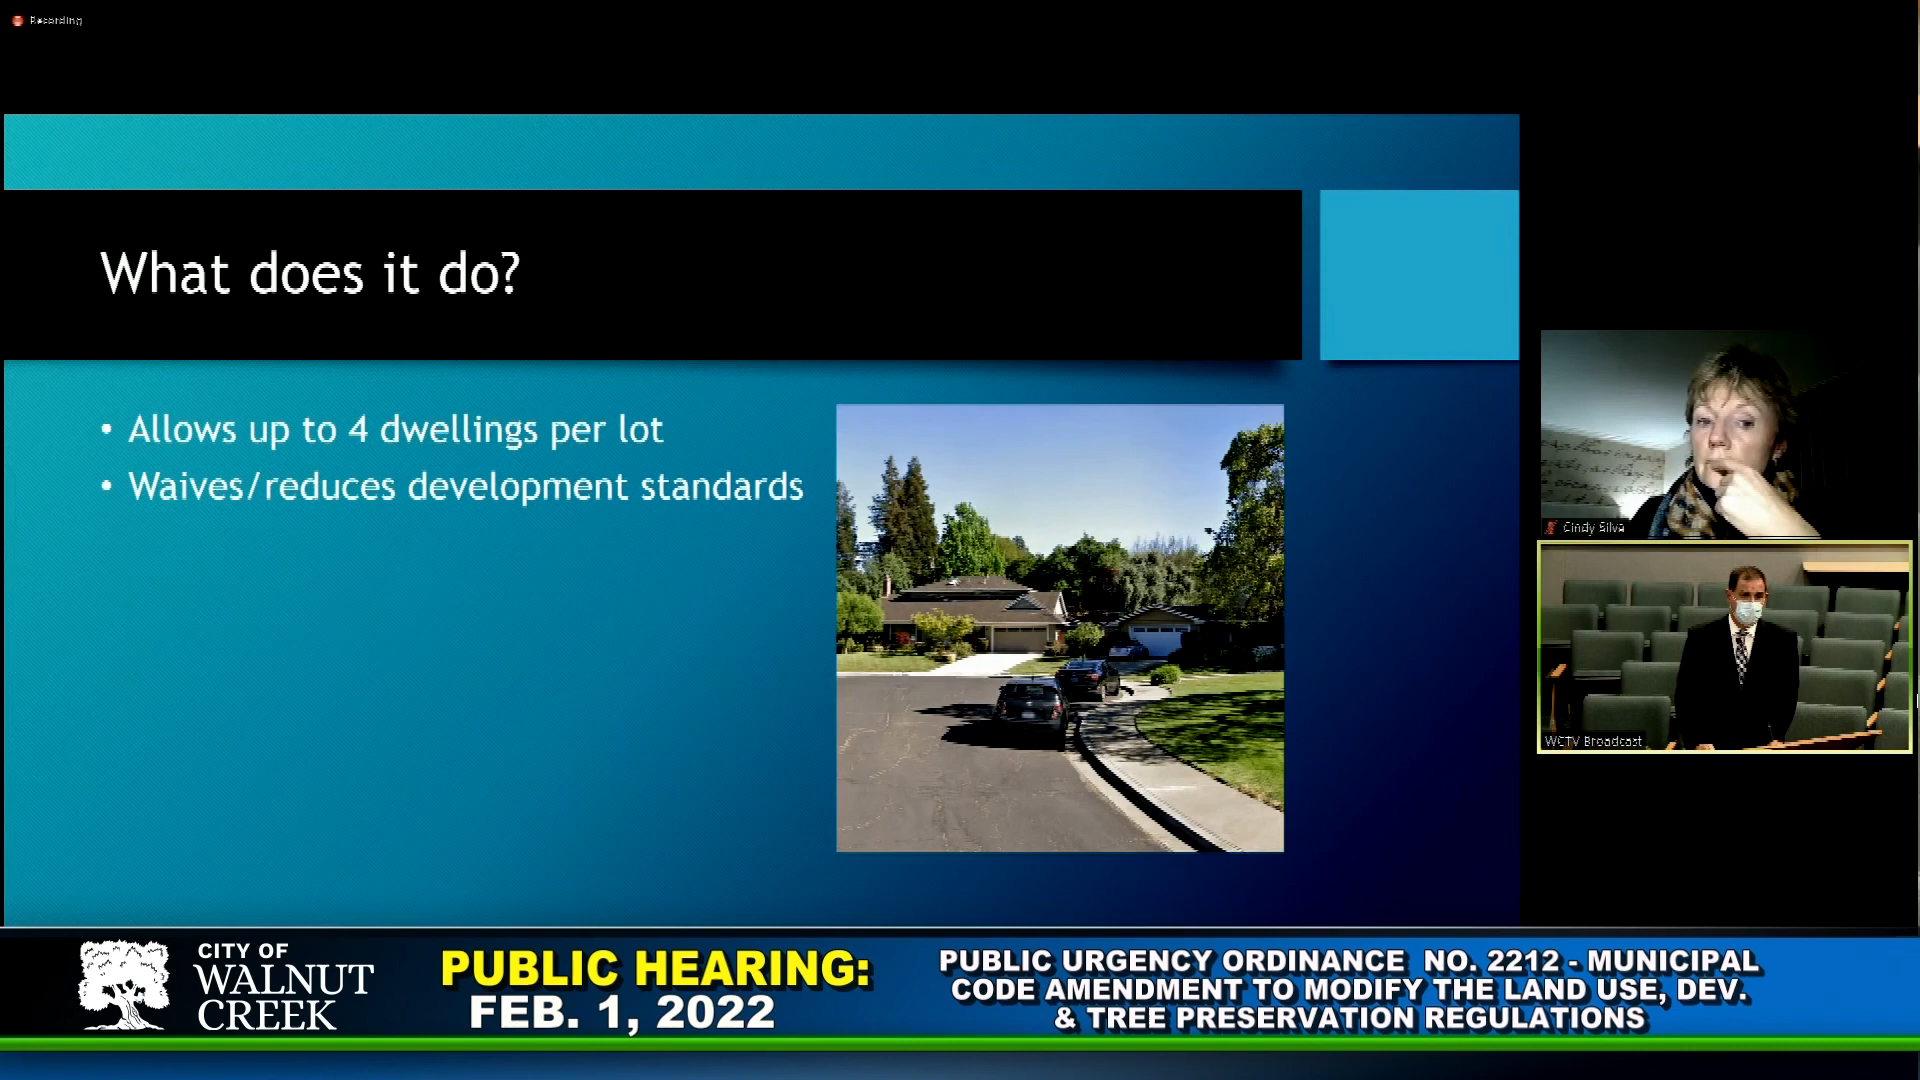 Recording
What does it do?
• Allows up to 4 dwellings per lot
• Waives/reduces development standards
Cindy Silva
WCTV Broadcast
CITY OF
WALNUT
CREEK
PUBLIC HEARING:
FEB. 1, 2022
PUBLIC URGENCY ORDINANCE NO. 2212 - MUNICIPAL
CODE AMENDMENT TO MODIFY THE LAND USE, DEV.
& TREE PRESERVATION REGULATIONS